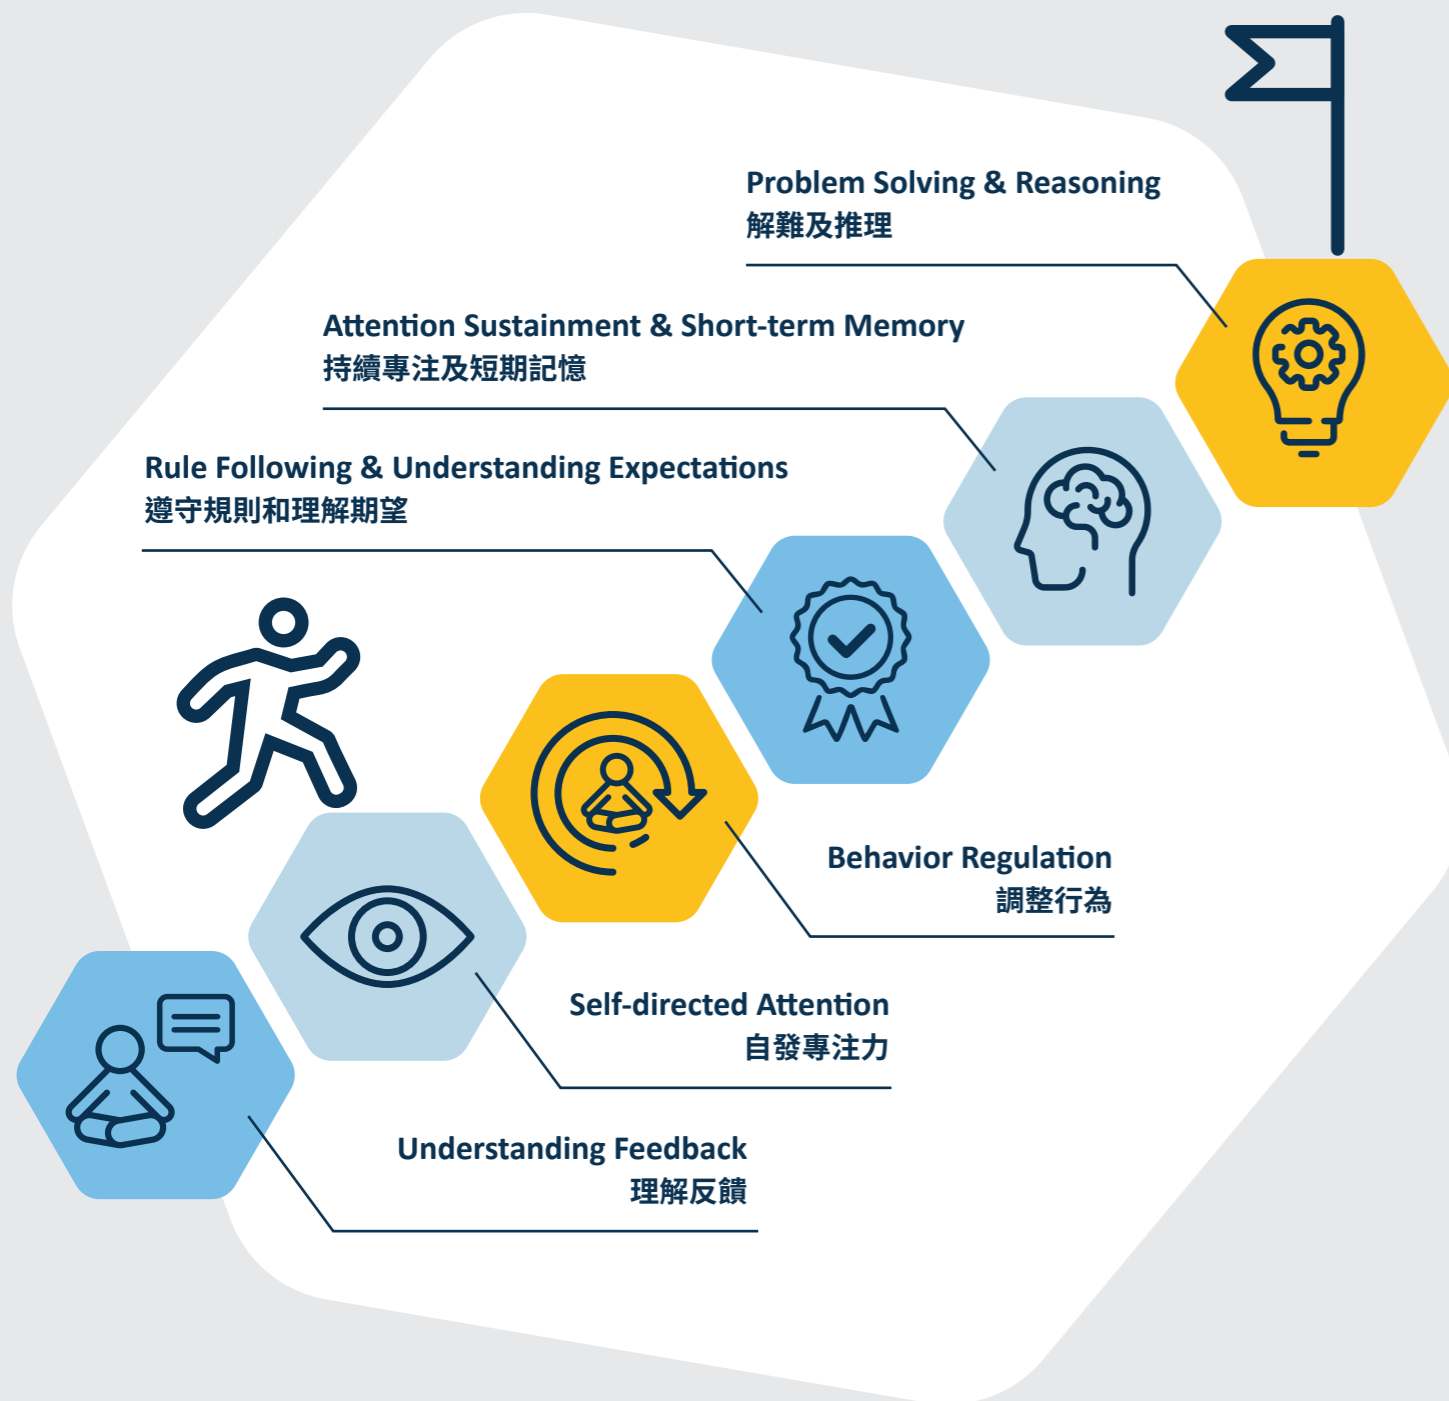 Problem Solving & Reasoning
解難及推理
Attention Sustainment & Short-term Memory
持續專注及短期記憶
Rule Following & Understanding Expectations
遵守規則和理解期望
Behavior Regulation
調整行為
Self-directed Attention
自發專注力
Understanding Feedback
理解反饋